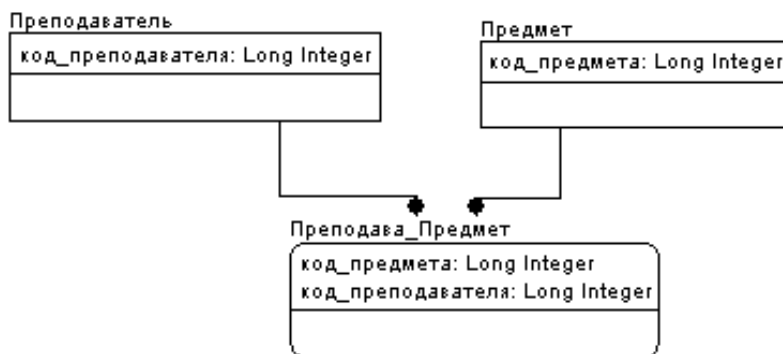 Преподаватель
код_преподавателя: Long Integer
Предмет
код_предмета: Long Integer
Преподава_Предмет
код_предмета: Long Integer
код_преподавателя: Long Integer